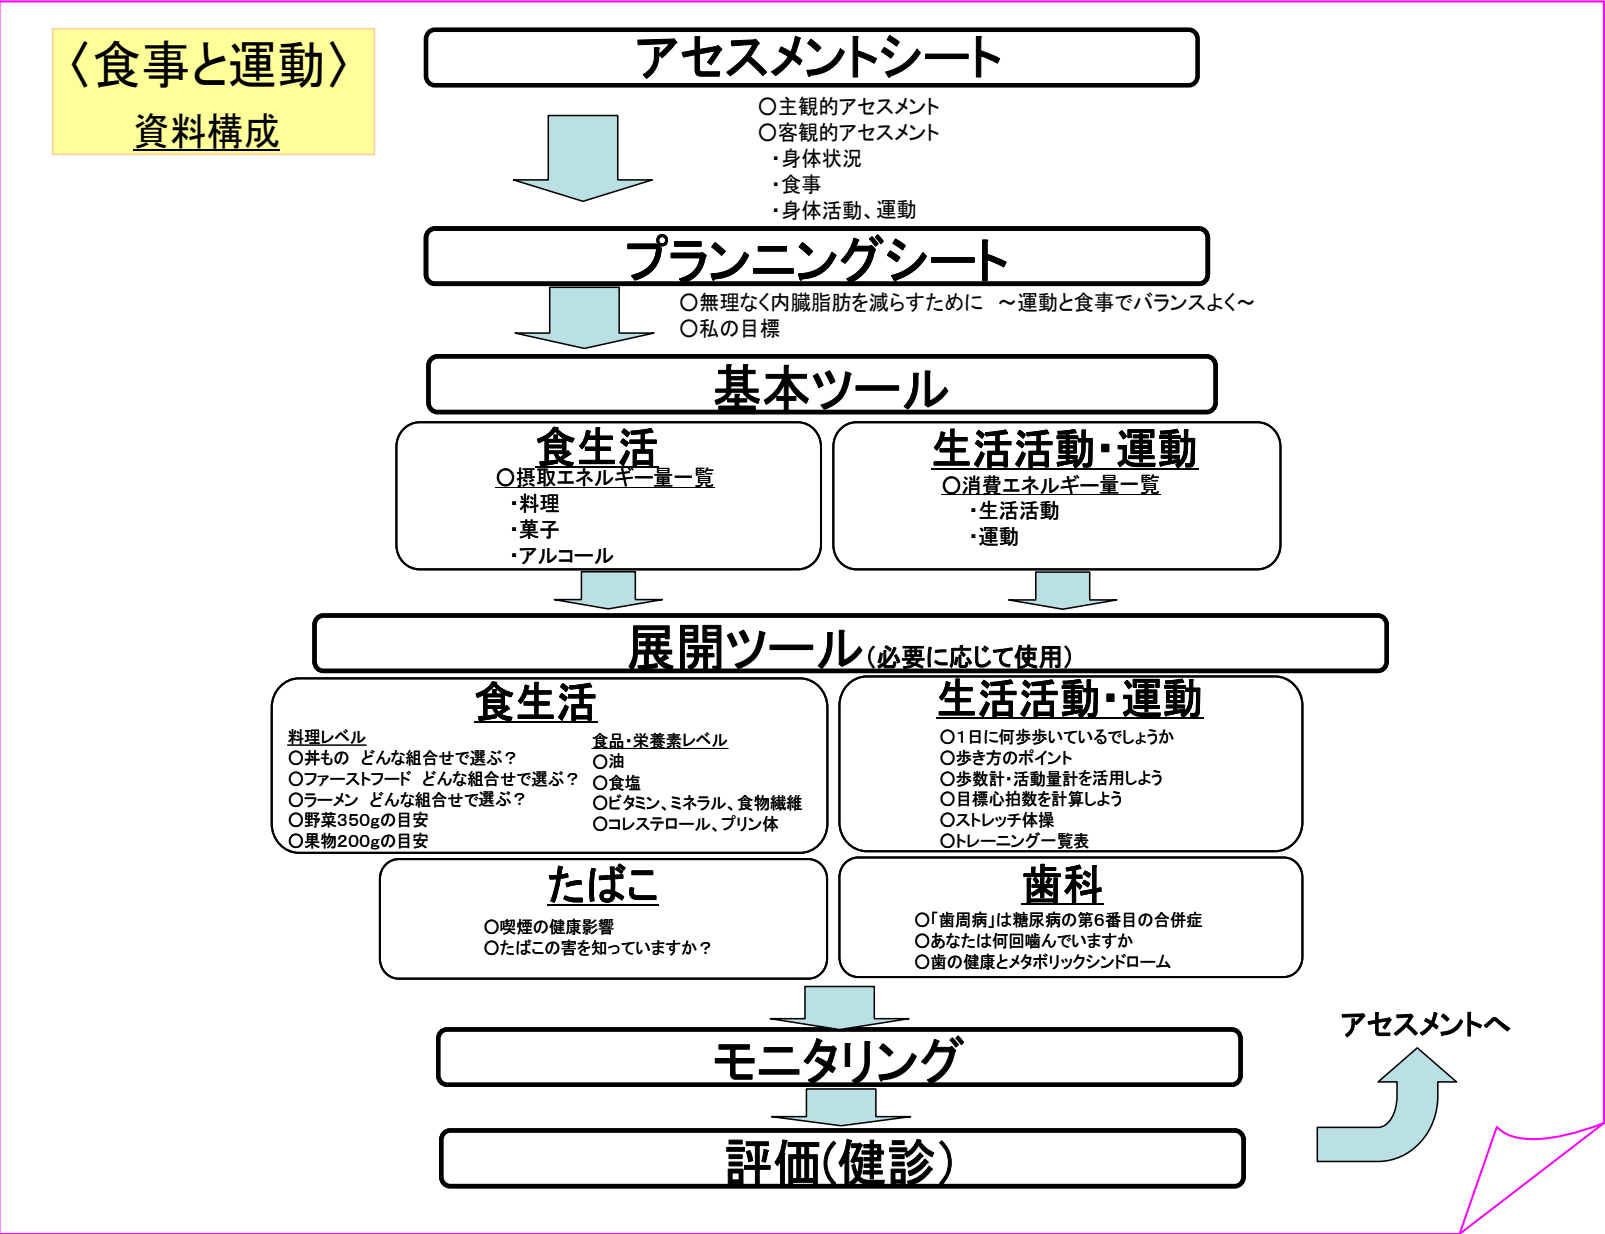 〈食事と運動〉
資料構成
アセスメントシート
○主観的アセスメント
○客観的アセスメント
・身体状況
・食事
・身体活動、運動
プランニングシート
○無理なく内臓脂肪を減らすために　～運動と食事でバランスよく～
○私の目標
基本ツール
食生活
○摂取エネルギー量一覧
・料理
・菓子
・アルコール
生活活動・運動
○消費エネルギー量一覧
・生活活動
・運動
展開ツール（必要に応じて使用）
食生活
料理レベル
○丼もの　どんな組合せで選ぶ？
○ファーストフード　どんな組合せで選ぶ？
○ラーメン　どんな組合せで選ぶ？
○野菜350gの目安
○果物200gの目安
食品・栄養素レベル
○油
○食塩
○ビタミン、ミネラル、食物繊維
○コレステロール、プリン体
生活活動・運動
○1日に何歩歩いているでしょうか
○歩き方のポイント
○歩数計・活動量計を活用しよう
○目標心拍数を計算しよう
○ストレッチ体操
○トレーニング一覧表
たばこ
○喫煙の健康影響
○たばこの害を知っていますか？
歯科
○「歯周病」は糖尿病の第6番目の合併症
○あなたは何回噛んでいますか
○歯の健康とメタボリックシンドローム
モニタリング
評価（健診）
アセスメントへ